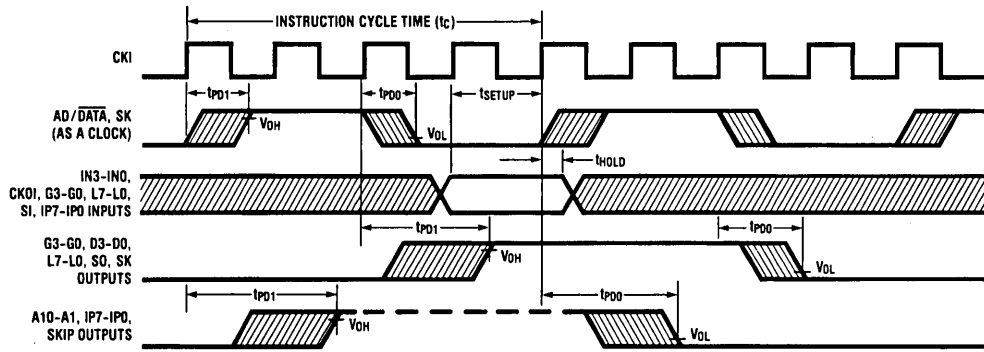 INSTRUCTION CYCLE TIME (tC)
CKI
tPD1
tPD0
tSETUP
AD/DATA, SK
(AS A CLOCK)
VOH
VOL
tHOLD
IN3-IN0,
CKOI, G3-G0, L7-L0,
SI, IP7-IP0 INPUTS
tPD1
tPD0
G3-G0, D3-D0,
L7-L0, SO, SK
OUTPUTS
VOH
VOL
tPD1
tPD0
A10-A1, IP7-IP0,
SKIP OUTPUTS
VOH
VOL